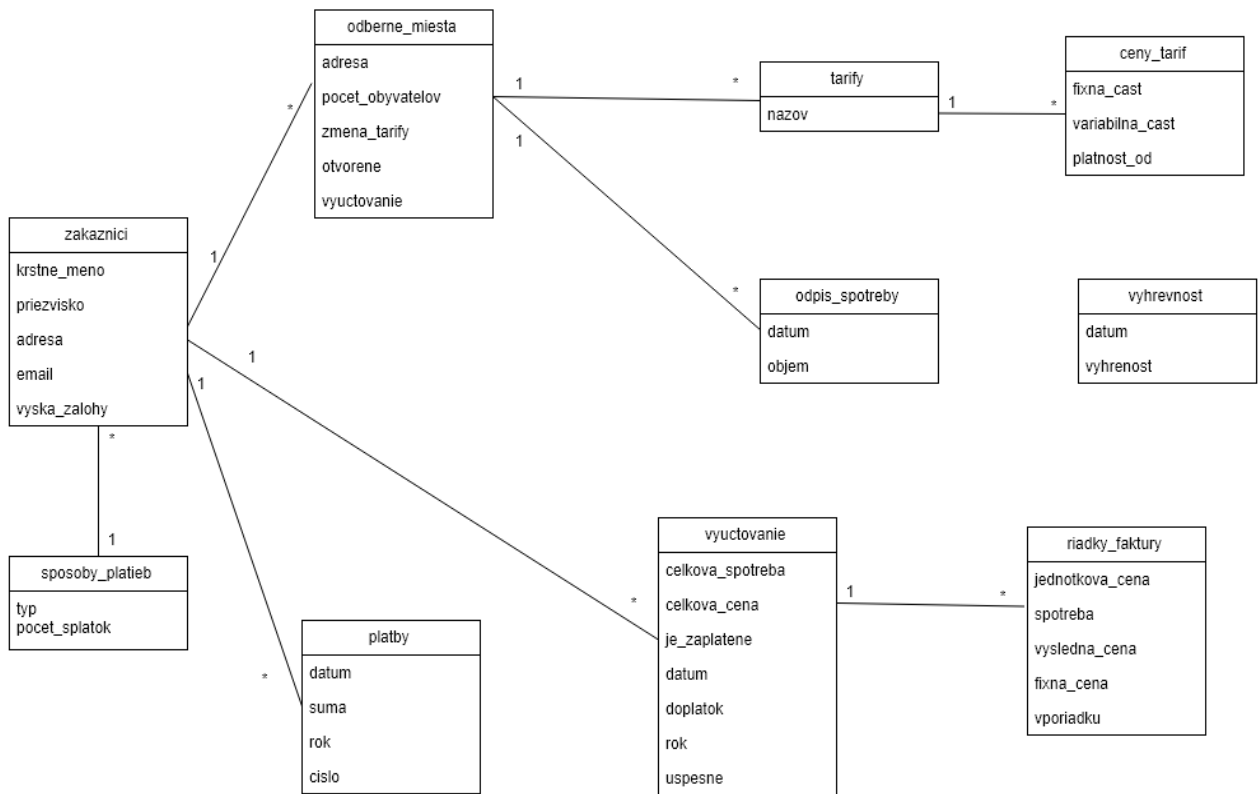 odberne_miesta
adresa
pocet_obyvatelov
zmena_tarify
otvorene
vyuctovanie
1
*
tarify
nazov
1
*
ceny_tarif
fixna_cast
variabilna_cast
platnost_od
*
1
1
*
zakaznici
krstne_meno
priezvisko
adresa
email
vyska_zalohy
odpis_spotreby
datum
objem
vyhrevnost
datum
vyhrenost
1
1
*
1
sposoby_platieb
typ
pocet_splatok
*
platby
datum
suma
rok
cislo
*
vyuctovanie
celkova_spotreba
celkova_cena
je_zaplatene
datum
doplatok
rok
uspesne
1
*
riadky_faktury
jednotkova_cena
spotreba
vysledna_cena
fixna_cena
vporiadku